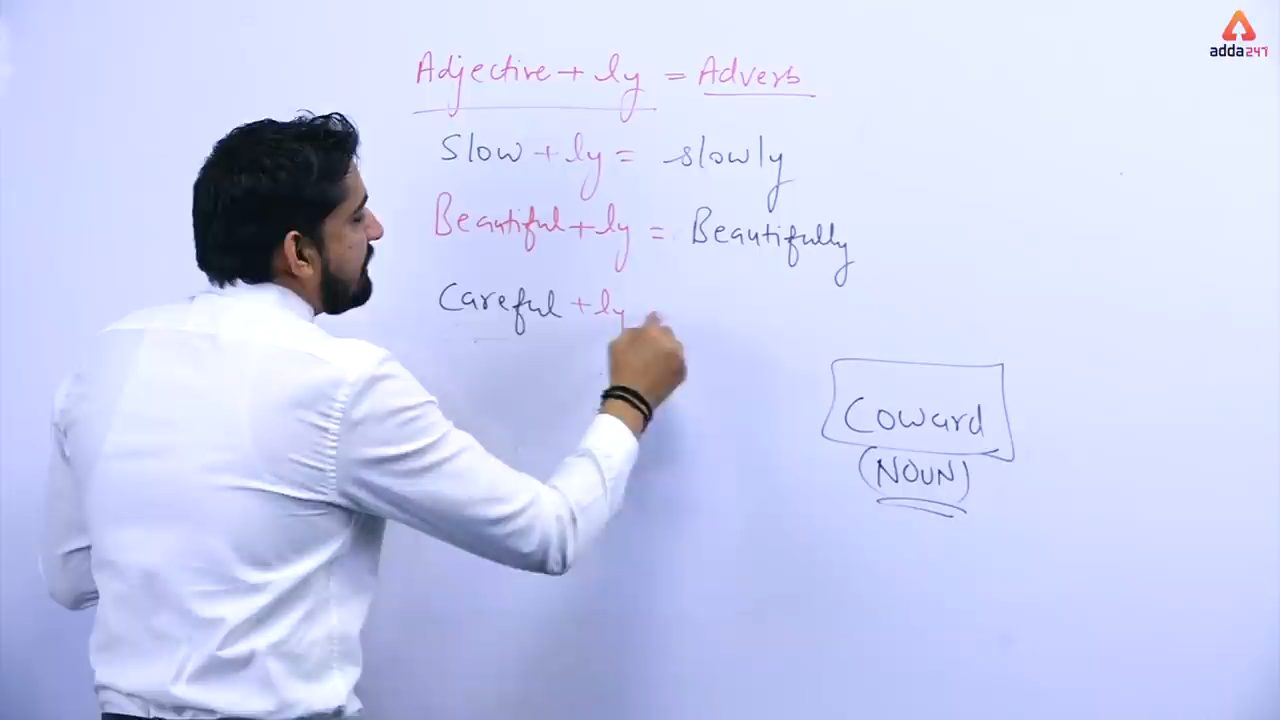 adda247
Adjective + ly = Adverb
Slow + ly = slowly
Beautiful + ly = Beautifully
Careful + ly
Coward
(NOUN)